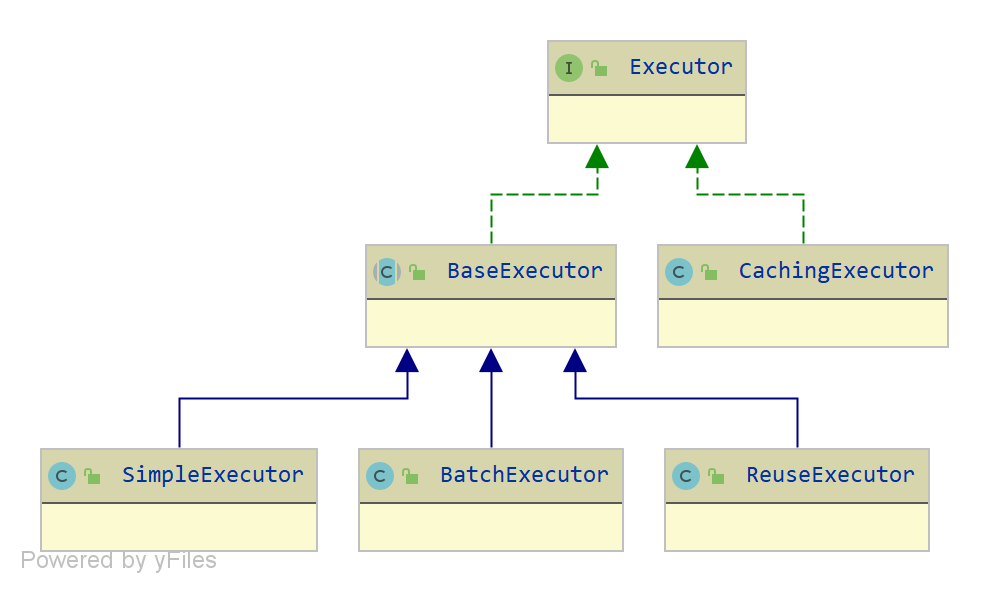 I Executor
C BaseExecutor
C CachingExecutor
C SimpleExecutor
C BatchExecutor
C ReuseExecutor
Powered by yFiles